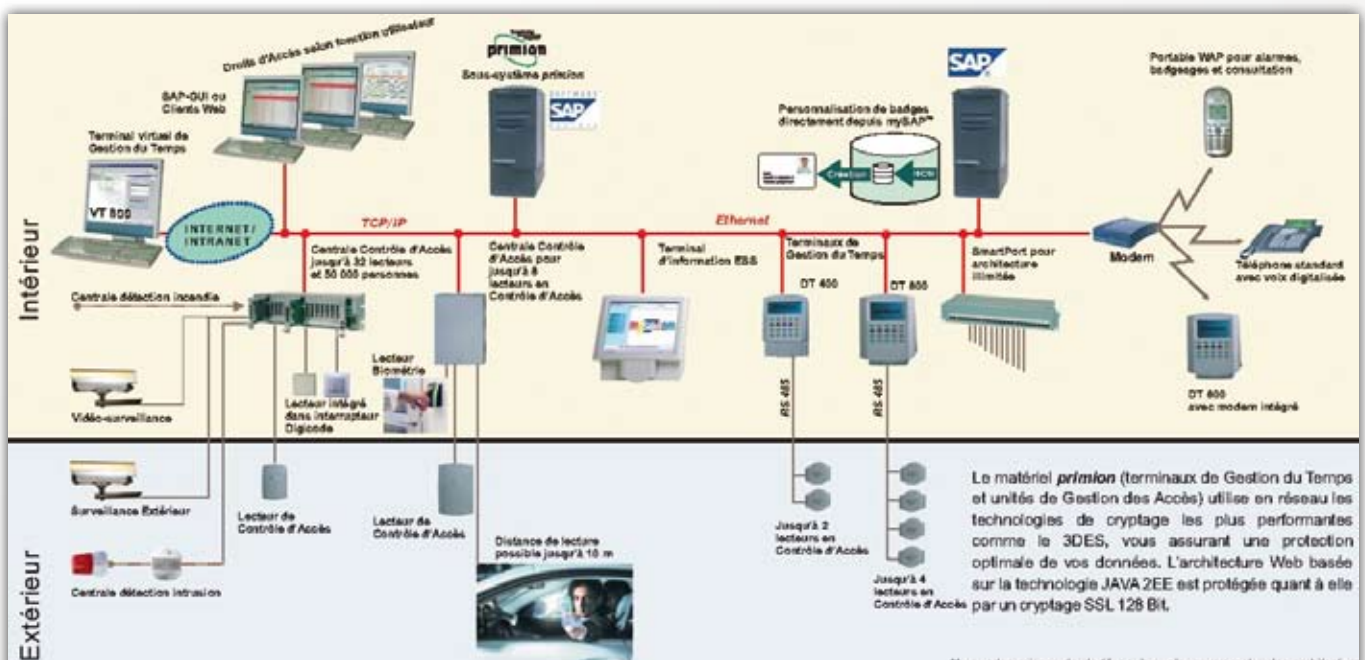 Droits d'Accès selon fonction utilisateur
SAP-GUI ou
Clients Web
Terminal virtuel de
Gestion du Temps
VT 800
INTERNET/
INTRANET
primion
Sous-système primion
SAP
SAP
Personnalisation de badges
directement depuis mySAP™
Création
Portable WAP pour alarmes,
badgeages et consultation
Intérieur
TCP/IP
Ethernet
Centrale Contrôle d'Accès
jusqu'à 32 lecteurs
et 50 000 personnes
Centrale Contrôle
d'Accès pour
jusqu'à 8
lecteurs en
Contrôle d'Accès
Terminal
d'information ESS
Terminaux de
Gestion du Temps
DT 400
DT 800
SmartPort pour
architecture
illimitée
Modem
Téléphone standard
avec voix digitalisée
Centrale détection incendie
Lecteur
Biométrie
Lecteur intégré
dans interrupteur
Digicode
Vidéo-surveillance
RS 485
RS 485
DT 600
avec modem intégré
Extérieur
Surveillance Extérieur
Lecteur de
Contrôle d'Accès
Lecteur de
Contrôle d'Accès
Centrale détection intrusion
Distance de lecture
possible jusqu'à 10 m
Jusqu'à 2
lecteurs en
Contrôle d'Accès
Jusqu'à 4
lecteurs en
Contrôle d'Accès
Le matériel primion (terminaux de Gestion du Temps
et unités de Gestion des Accès) utilise en réseau les
technologies de cryptage les plus performantes
comme le 3DES, vous assurant une protection
optimale de vos données. L'architecture Web basée
sur la technologie JAVA 2EE est protégée quant à elle
par un cryptage SSL 128 Bit.